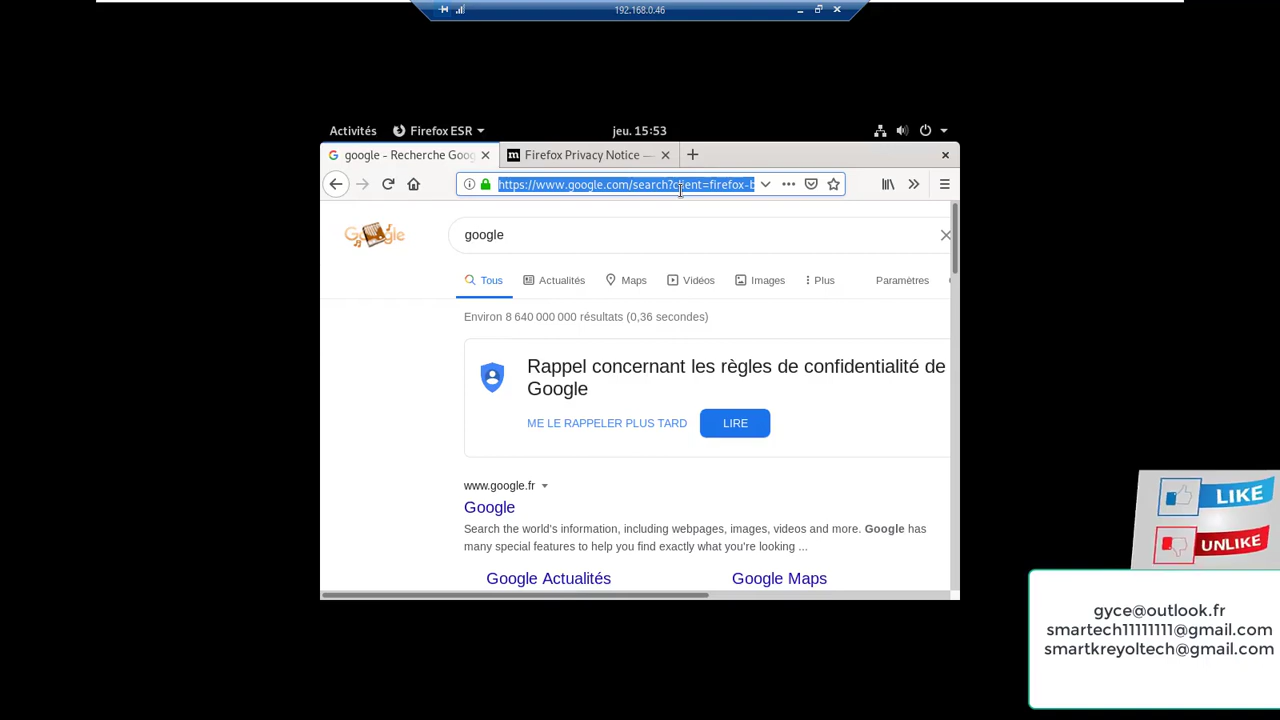 192.168.0.46
Activités Firefox ESR jeu. 15:53
google - Recherche Goog Firefox Privacy Notice —
https://www.google.com/search?client=firefox-b
Google
google
Tous Actualités Maps Vidéos Images Plus Paramètres
Environ 8 640 000 000 résultats (0,36 secondes)
Rappel concernant les règles de confidentialité de
Google
ME LE RAPPELER PLUS TARD LIRE
www.google.fr
Google
Search the world's information, including webpages, images, videos and more. Google has
many special features to help you find exactly what you're looking ...
Google Actualités Google Maps
LIKE
UNLIKE
gyce@outlook.fr
smartech11111111@gmail.com
smartkreyoltech@gmail.com